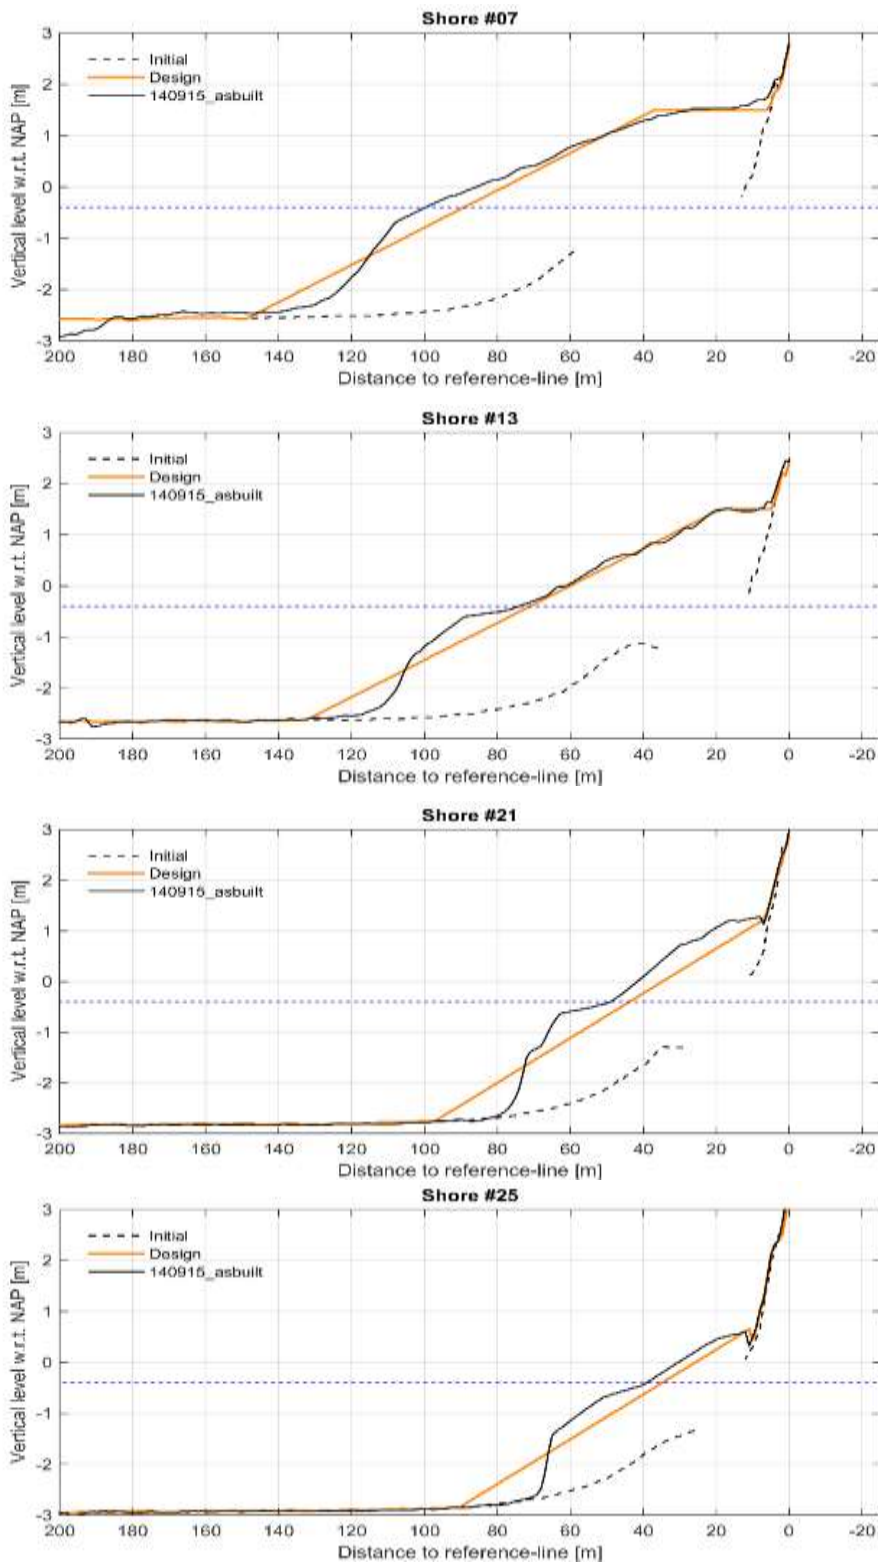 Shore #07
3
2
1
0
-1
-2
-3
Vertical level w.r.t. NAP [m]
Initial
Design
140915_asbuilt
200 180 160 140 120 100 80 60 40 20 0 -20
Distance to reference-line [m]
Shore #13
3
2
1
0
-1
-2
-3
Vertical level w.r.t. NAP [m]
Initial
Design
140915_asbuilt
200 180 160 140 120 100 80 60 40 20 0 -20
Distance to reference-line [m]
Shore #21
3
2
1
0
-1
-2
-3
Vertical level w.r.t. NAP [m]
Initial
Design
140915_asbuilt
200 180 160 140 120 100 80 60 40 20 0 -20
Distance to reference-line [m]
Shore #25
3
2
1
0
-1
-2
-3
Vertical level w.r.t. NAP [m]
Initial
Design
140915_asbuilt
200 180 160 140 120 100 80 60 40 20 0 -20
Distance to reference-line [m]